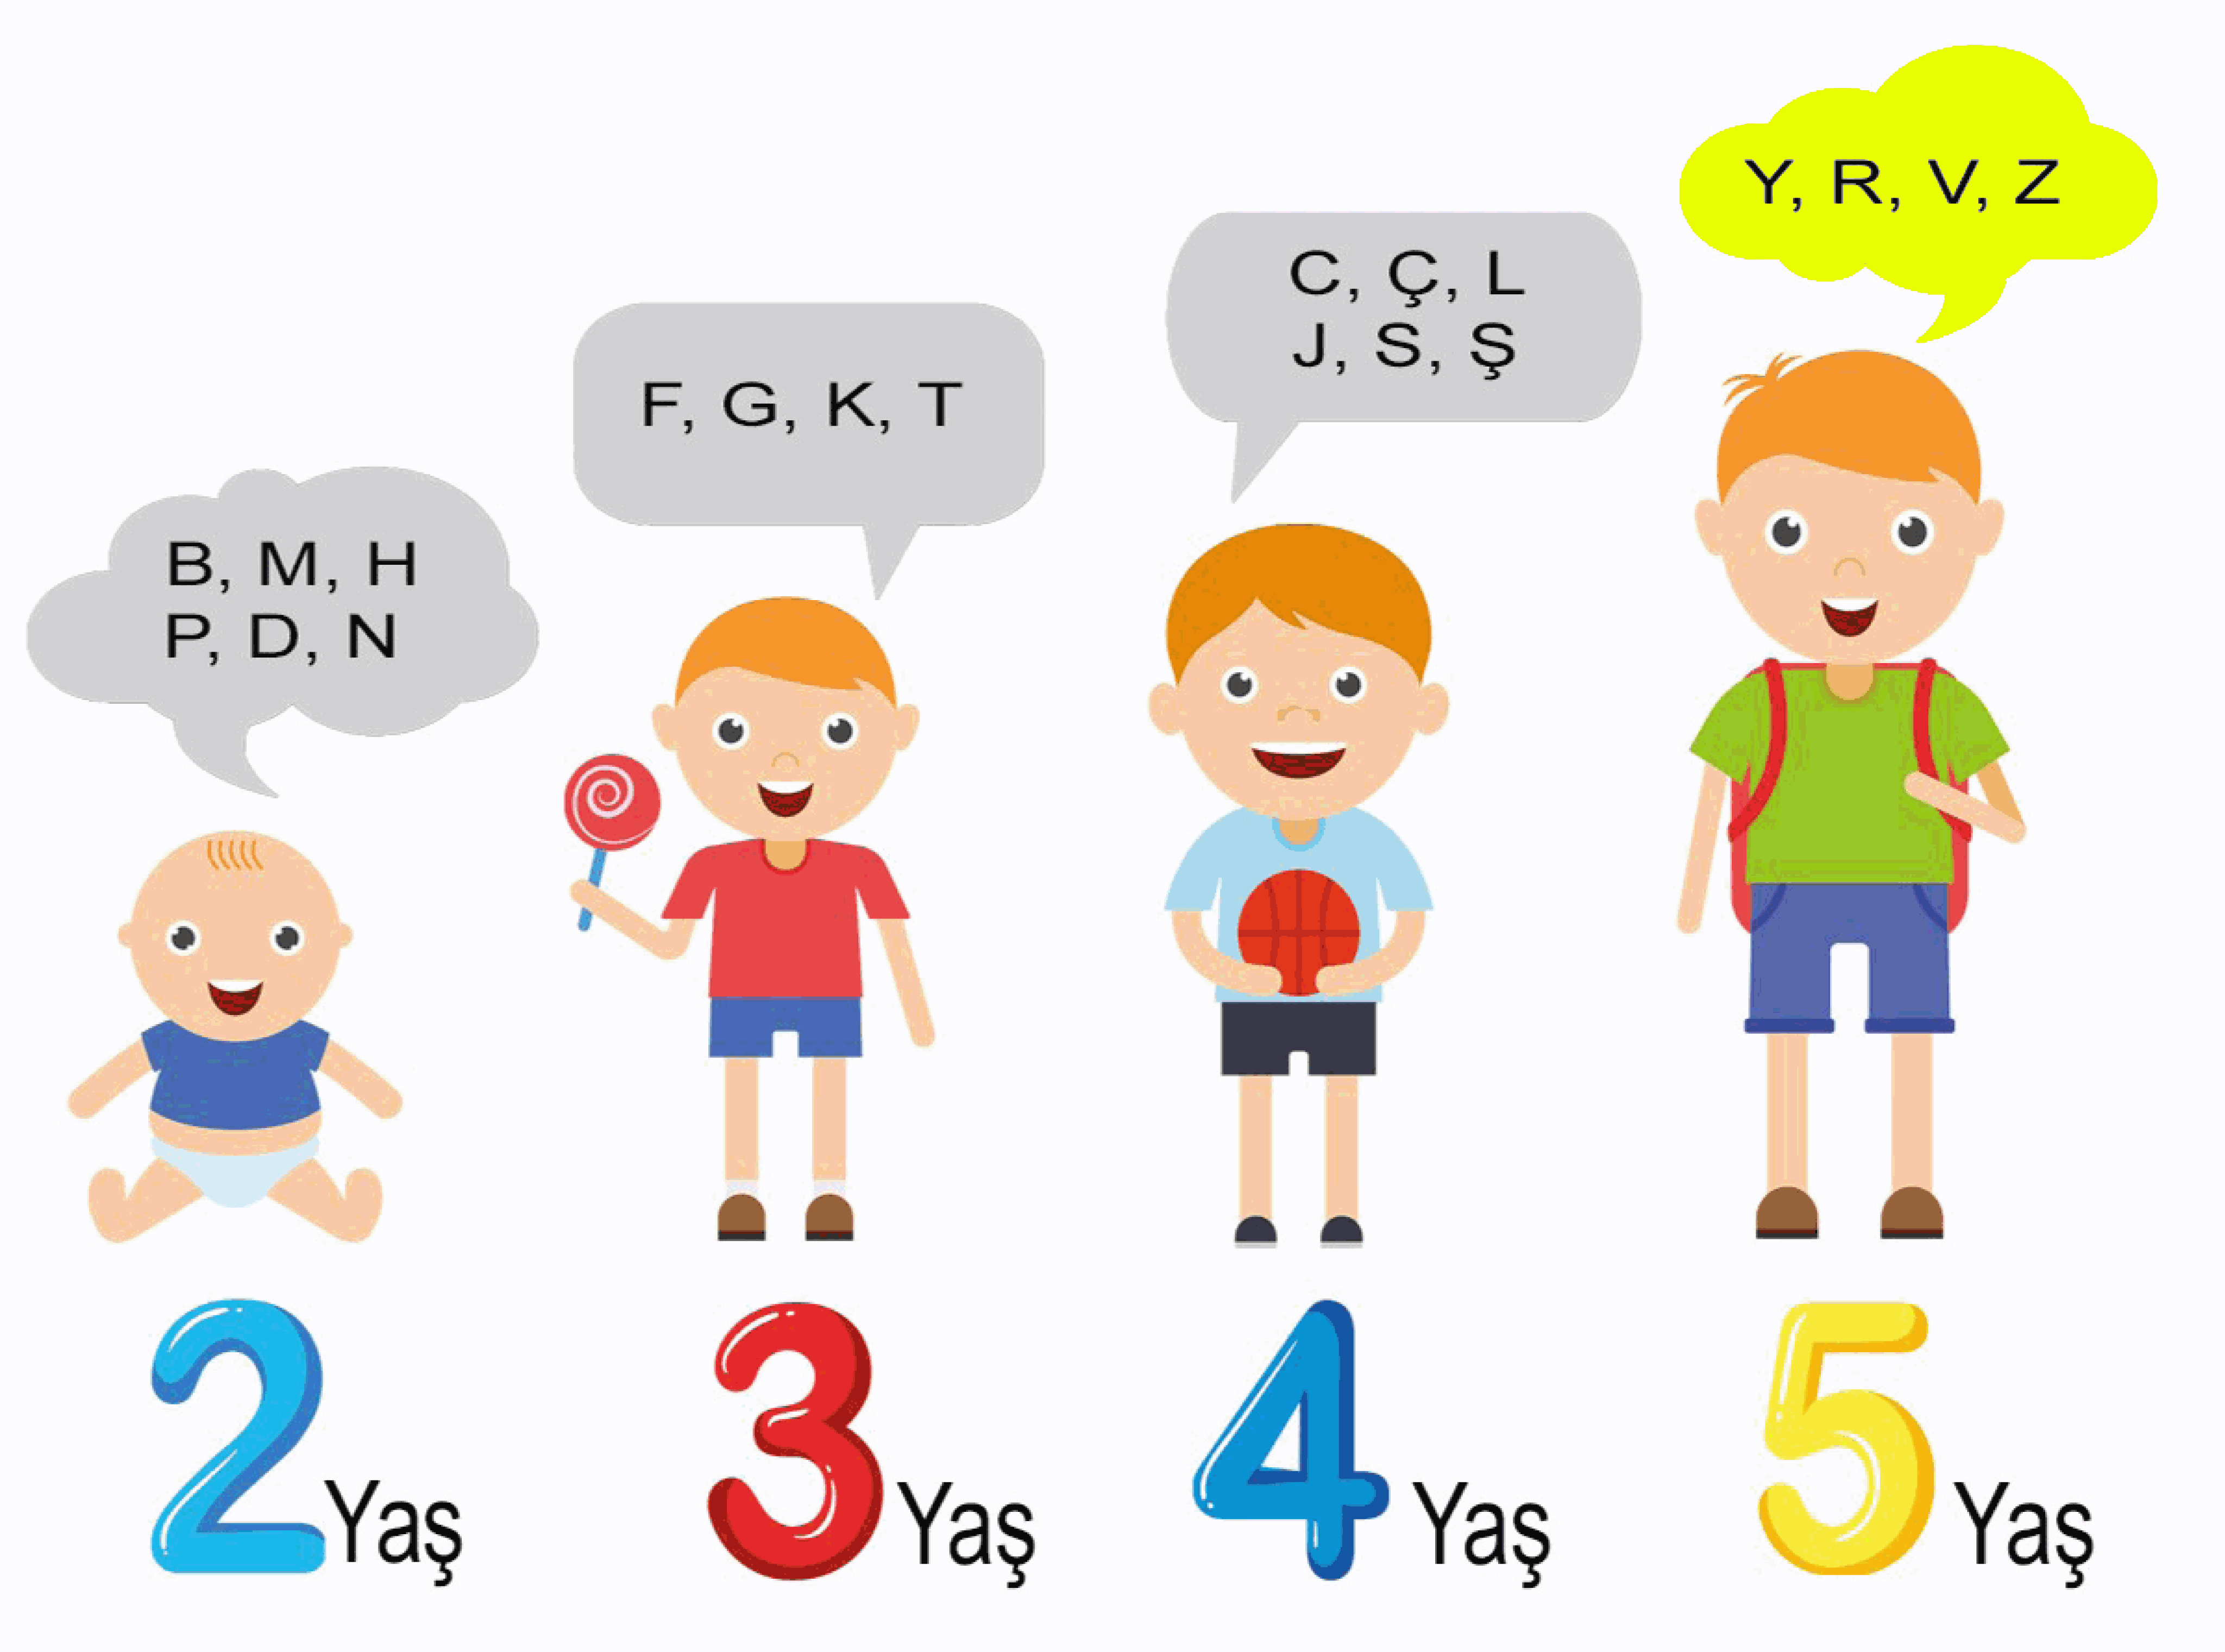 B, M, H
P, D, N
F, G, K, T
C, Ç, L
J, S, Ş
Y, R, V, Z
2 Yaş
3 Yaş
4 Yaş
5 Yaş